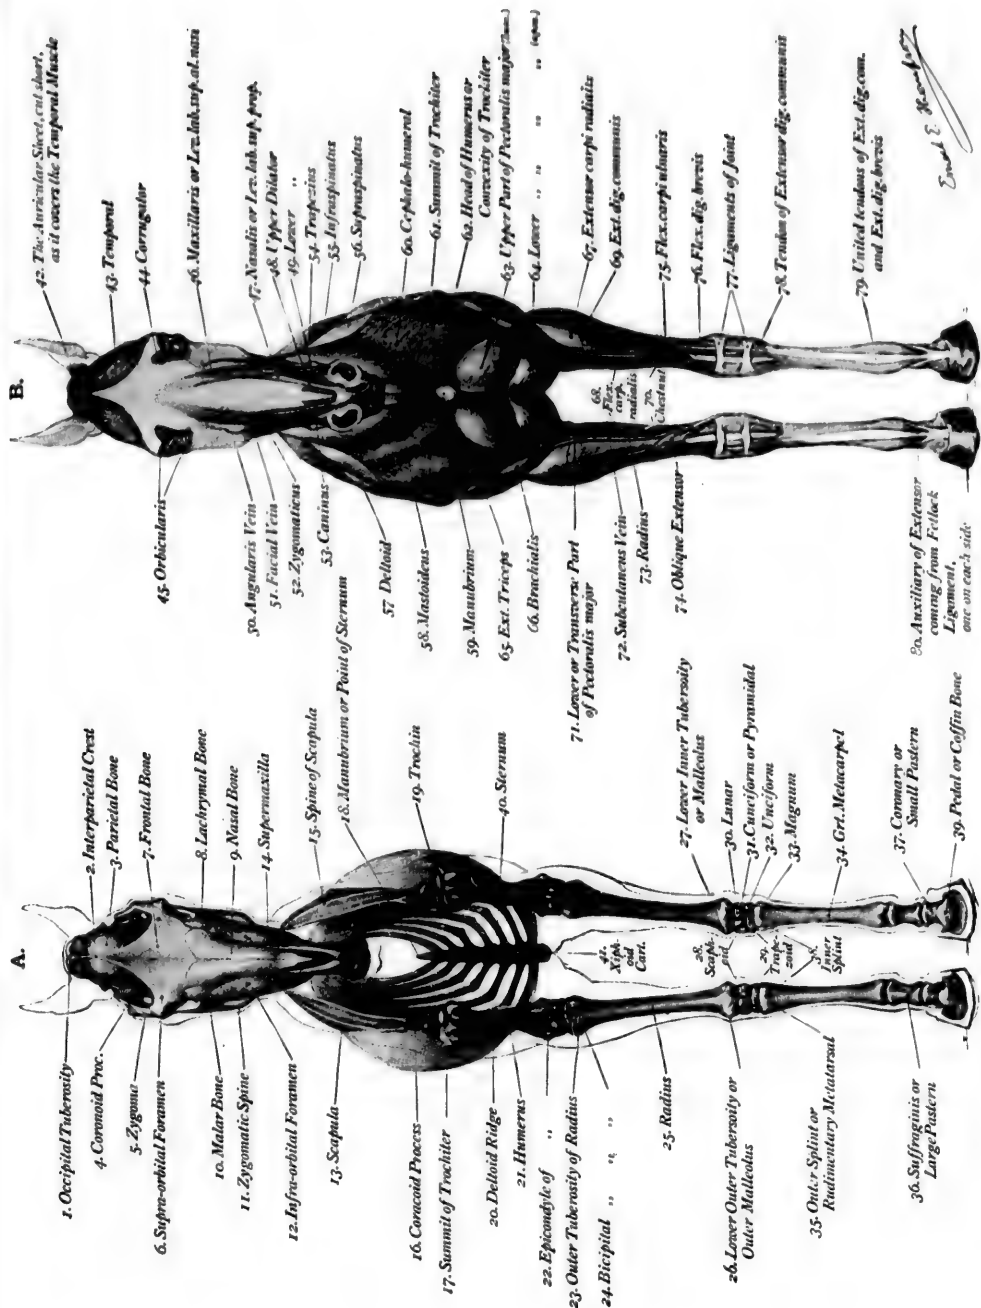 A.
1. Occipital Tuberosity
2. Interparietal Crest
3. Parietal Bone
4. Coronoid Proc.
5. Zygoma
6. Supra-orbital Foramen
7. Frontal Bone
8. Lachrymal Bone
9. Nasal Bone
10. Malar Bone
11. Zygomatic Spine
12. Infra-orbital Foramen
14. Supermaxilla
13. Scapula
15. Spine of Scapula
18. Manubrium or Point of Sternum
16. Coracoid Process
17. Summit of Trochiter
19. Trochin
20. Deltoid Ridge
40. Sternum
21. Humerus
22. Epicondyle of "
23. Outer Tuberosity of Radius
24. Bicipital " " "
41.
Xiph-
oid
Carl.
25. Radius
27. Lower Inner Tuberosity
or Malleolus
26. Lower Outer Tuberosity or
Outer Malleolus
28.
Scaph-
oid
29.
Trape-
zoid
Inner
Splint
30. Lunar
31. Cuneiform or Pyramidal
32. Unciform
33. Magnum
34. Grt. Metacarpel
35. Outer Splint or
Rudimentary Metatarsal
36. Suffraginis or
Large Pastern
37. Coronary or
Small Pastern
39. Pedal or Coffin Bone
B.
42. The Auricular Sheet, cut short,
as it covers the Temporal Muscle
43. Temporal
44. Corrugator
45. Orbicularis
46. Maxillaris or Lev. lab. sup. al. nasi
47. Nasalis or Lev. lab. sup. prop.
48. Upper Dilator
49. Lower "
50. Angularis Vein
51. Facial Vein
52. Zygomaticus
53. Caninus
54. Trapezius
55. Infraspinatus
56. Supraspinatus
57 Deltoid
58. Mastoideus
59. Manubrium
60. Cephalo-humeral
61. Summit of Trochiter
62. Head of Humerus or
Convexity of Trochiter
63. Upper Part of Pectoralis major
64. Lower " " " "
65. Ext. Triceps
66. Brachialis
67. Extensor carpi radialis
68.
Flex.
carp.
radialis
69. Ext. dig. communis
70.
Chestnut
71. Lower or Transverse Part
of Pectoralis major
72. Subcutaneus Vein
73. Radius
74. Oblique Extensor
75. Flex. carpi ulnaris
76. Flex. dig. brevis
77. Ligaments of Joint
78. Tendon of Extensor dig. communis
79. United tendons of Ext. dig. com.
and Ext. dig. brevis
80. Auxiliary of Extensor
coming from Fetlock
Ligament,
one on each side